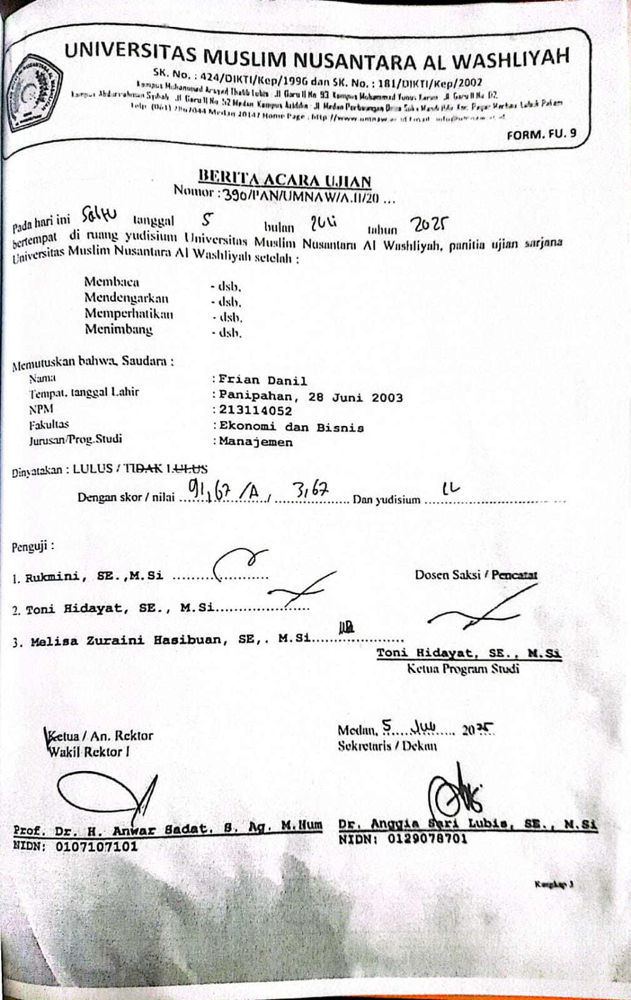 UNIVERSITAS MUSLIM NUSANTARA AL WASHLIYAH
SK. No. : 424/DIKTI/Kep/1996 dan SK. No. : 181/DIKTI/Kep/2002
Kampus Muhammad Arsyad Thalib Lubis : Jl Garu II No 93 Kampus Muhammad Yunus Karim Jl Garu II No 02,
Kampus Abdurrahman Syihab Jl Garu II No 52 Medan Kampus Aziddin Jl Medan Perbaungan Desa Suka Mandi Hilir Kec. Pagar Merbau Lubuk Pakam
Telp. (061) 7867044 Medan 20147 Home Page : http://www.umnaw.ac.id Email info@umnaw.ac.id
FORM. FU. 9
BERITA ACARA UJIAN
Nomor : 390/PAN/UMNAW/A.II/20 ...
Pada hari ini Sabtu tanggal 5 bulan Juli tahun 2025
bertempat di ruang yudisium Universitas Muslim Nusantara Al Washliyah, panitia ujian sarjana
Universitas Muslim Nusantara Al Washliyah setelah :
Membaca - dsb.
Mendengarkan - dsb.
Memperhatikan - dsb.
Menimbang - dsb.
Memutuskan bahwa, Saudara :
Nama : Frian Danil
Tempat, tanggal Lahir : Panipahan, 28 Juni 2003
NPM : 213114052
Fakultas : Ekonomi dan Bisnis
Jurusan/Prog.Studi : Manajemen
Dinyatakan : LULUS / TIDAK LULUS
Dengan skor / nilai 91,67 /A / 3,67 Dan yudisium
Penguji :
1. Rukmini, SE.,M.Si
2. Toni Hidayat, SE., M.Si
3. Melisa Zuraini Hasibuan, SE,. M.Si
Dosen Saksi / Pencatat
Toni Hidayat, SE., M.Si
Ketua Program Studi
Ketua / An. Rektor
Wakil Rektor I
Prof. Dr. H. Anwar Sadat, S. Ag, M.Hum
NIDN: 0107107101
Medan, 5 Juli 2025
Sekretaris / Dekan
Dr. Anggia Sari Lubis, SE., M.Si
NIDN: 0129078701
Rangkap 3